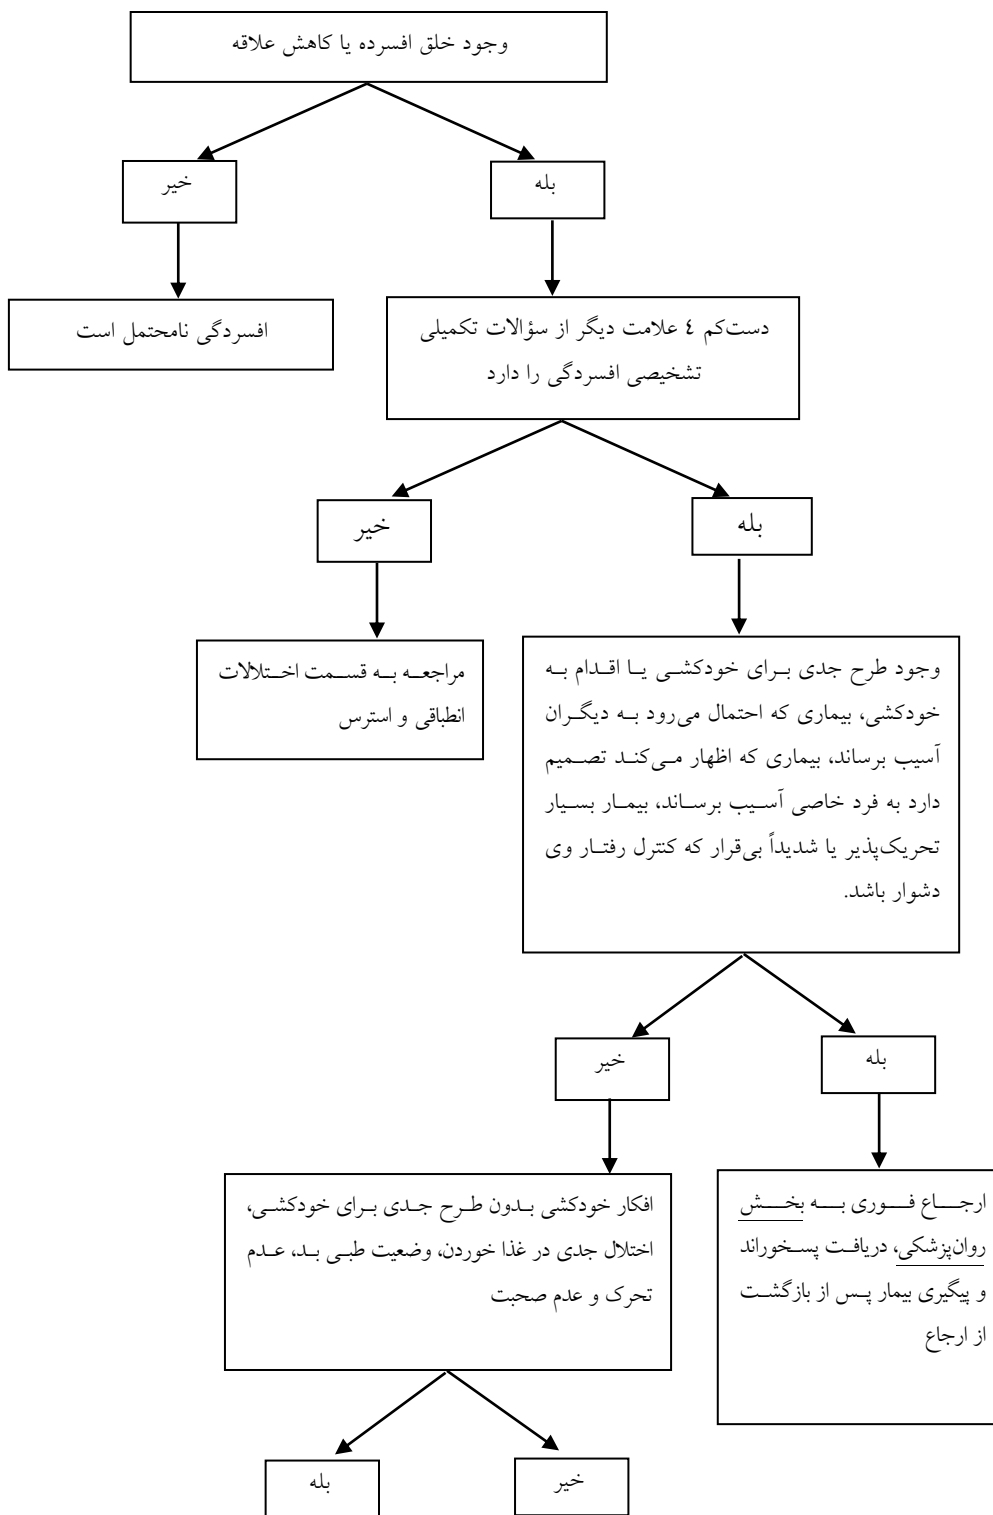 وجود خلق افسرده یا کاهش علاقه
بله
خیر
افسردگی نامحتمل است
دست‌کم ٤ علامت دیگر از سؤالات تکمیلی
تشخیصی افسردگی را دارد
بله
خیر
مراجعه به قسمت اختلالات
انطباقی و استرس
وجود طرح جدی برای خودکشی یا اقدام به
خودکشی، بیماری که احتمال می‌رود به دیگران
آسیب برساند، بیماری که اظهار می‌کند تصمیم
دارد به فرد خاصی آسیب برساند، بیمار بسیار
تحریک‌پذیر یا شدیداً بی‌قرار که کنترل رفتار وی
دشوار باشد.
بله
خیر
ارجاع فوری به بخش
روان‌پزشکی، دریافت پسخوراند
و پیگیری بیمار پس از بازگشت
از ارجاع
افکار خودکشی بدون طرح جدی برای خودکشی،
اختلال جدی در غذا خوردن، وضعیت طبی بد، عدم
تحرک و عدم صحبت
خیر
بله